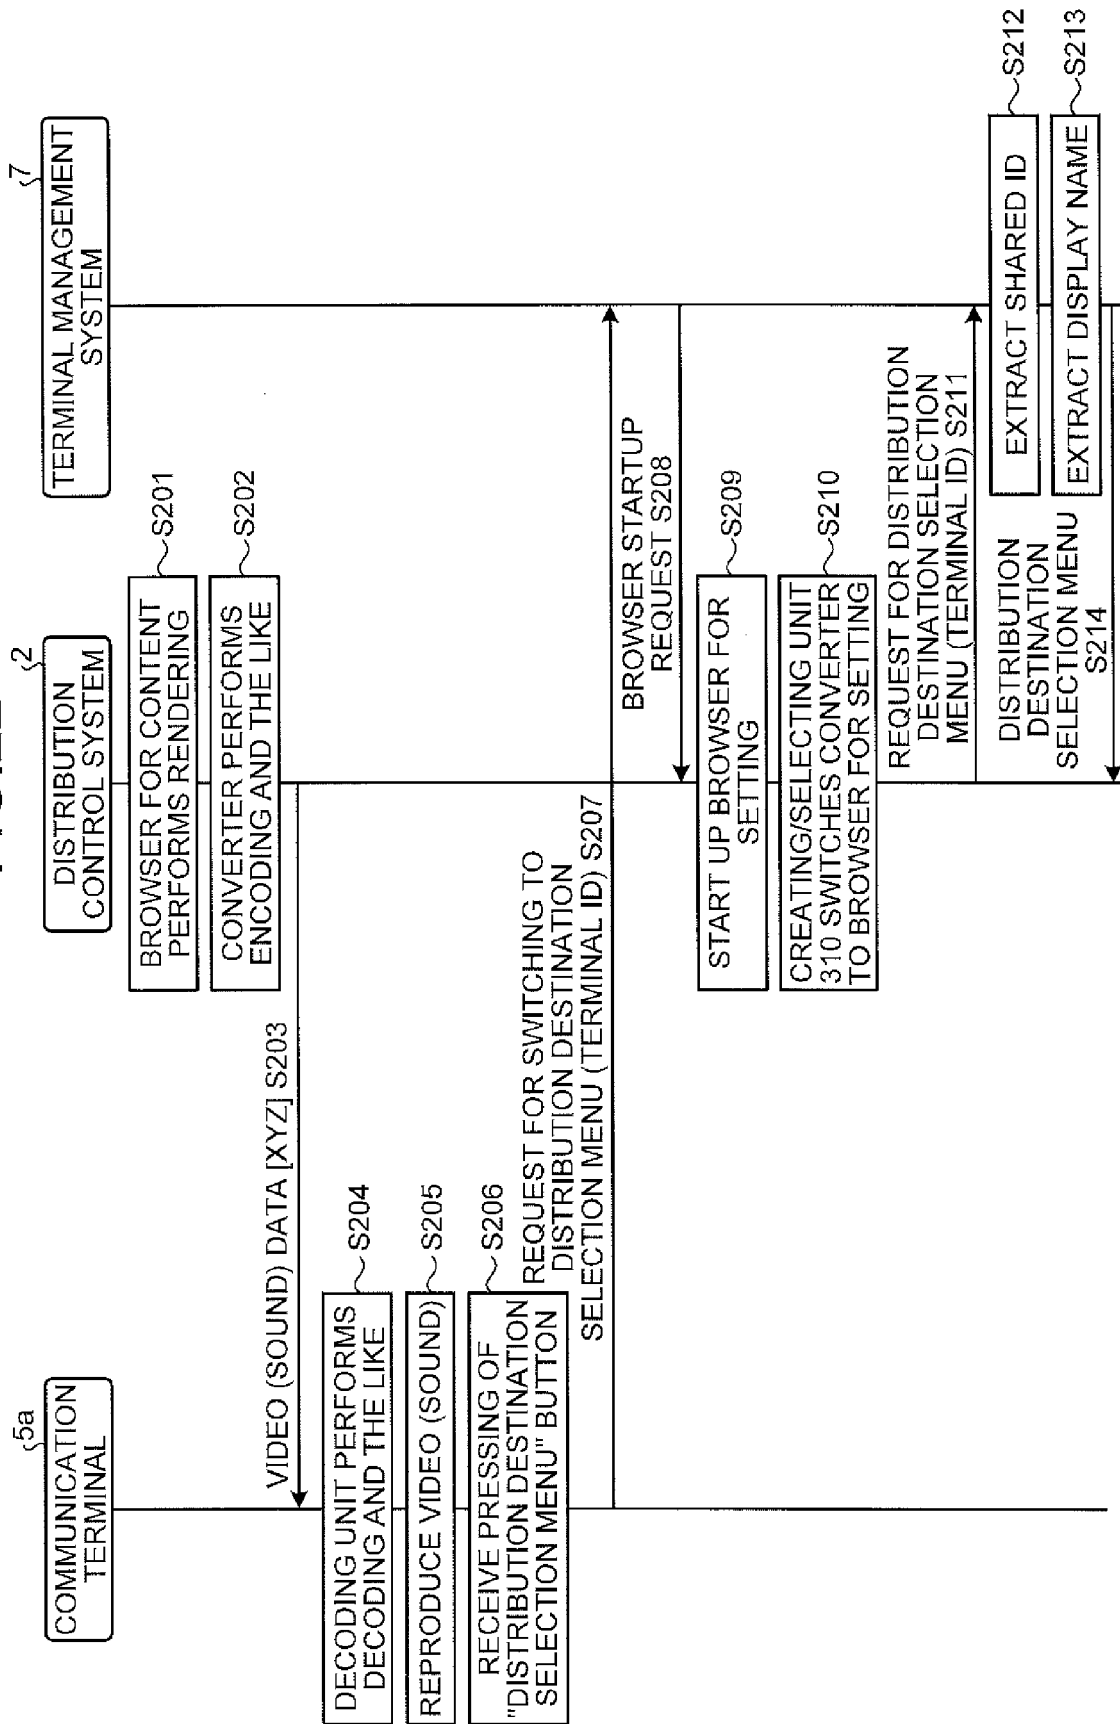 5a
COMMUNICATION
TERMINAL
2
DISTRIBUTION
CONTROL SYSTEM
7
TERMINAL MANAGEMENT
SYSTEM
BROWSER FOR CONTENT
PERFORMS RENDERING
S201
CONVERTER PERFORMS
ENCODING AND THE LIKE
S202
VIDEO (SOUND) DATA [XYZ] S203
DECODING UNIT PERFORMS
DECODING AND THE LIKE
S204
REPRODUCE VIDEO (SOUND)
S205
RECEIVE PRESSING OF
"DISTRIBUTION DESTINATION
SELECTION MENU" BUTTON
S206
REQUEST FOR SWITCHING TO
DISTRIBUTION DESTINATION
SELECTION MENU (TERMINAL ID) S207
BROWSER STARTUP
REQUEST S208
START UP BROWSER FOR
SETTING
S209
CREATING/SELECTING UNIT
310 SWITCHES CONVERTER
TO BROWSER FOR SETTING
S210
REQUEST FOR DISTRIBUTION
DESTINATION SELECTION
MENU (TERMINAL ID) S211
EXTRACT SHARED ID
S212
EXTRACT DISPLAY NAME
S213
DISTRIBUTION
DESTINATION
SELECTION MENU
S214